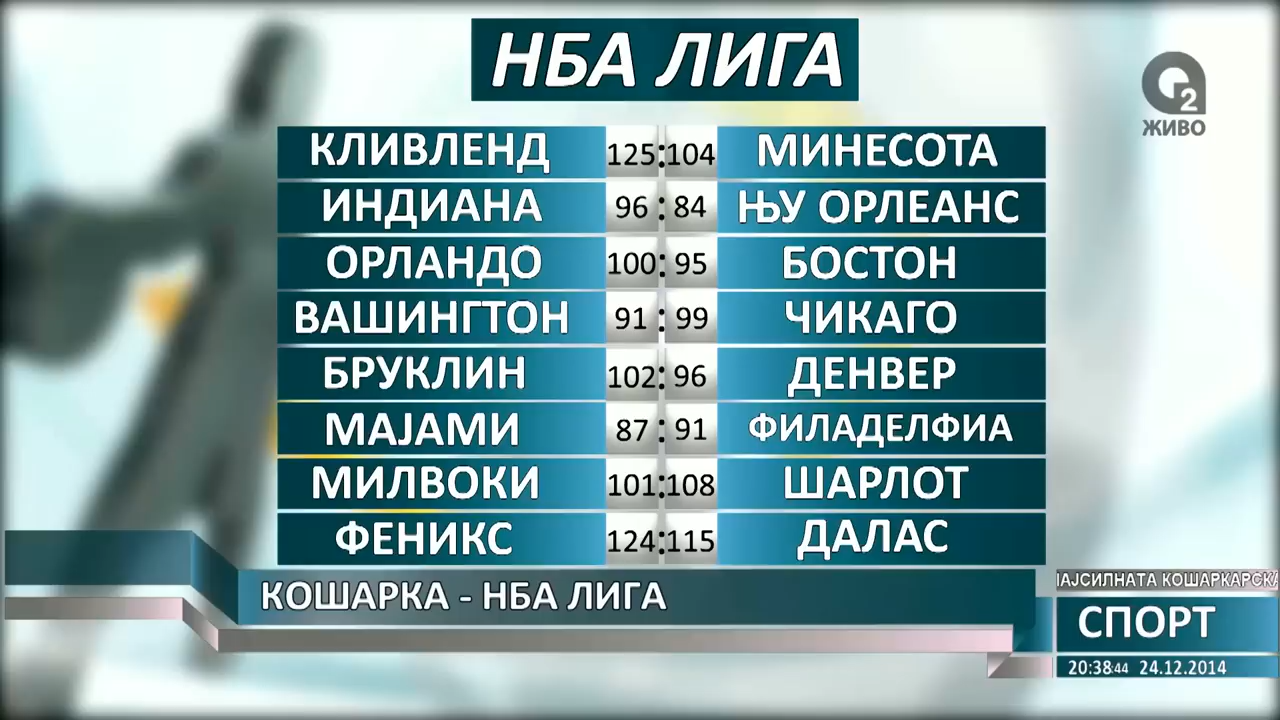 НБА ЛИГА
2
ЖИВО
КЛИВЛЕНД 125:104 МИНЕСОТА
ИНДИАНА 96 : 84 ЊУ ОРЛЕАНС
ОРЛАНДО 100: 95 БОСТОН
ВАШИНГТОН 91 : 99 ЧИКАГО
БРУКЛИН 102: 96 ДЕНВЕР
МАЈАМИ 87 : 91 ФИЛАДЕЛФИА
МИЛВОКИ 101:108 ШАРЛОТ
ФЕНИКС 124:115 ДАЛАС
КОШАРКА - НБА ЛИГА
СПОРТ
20:38:44 24.12.2014